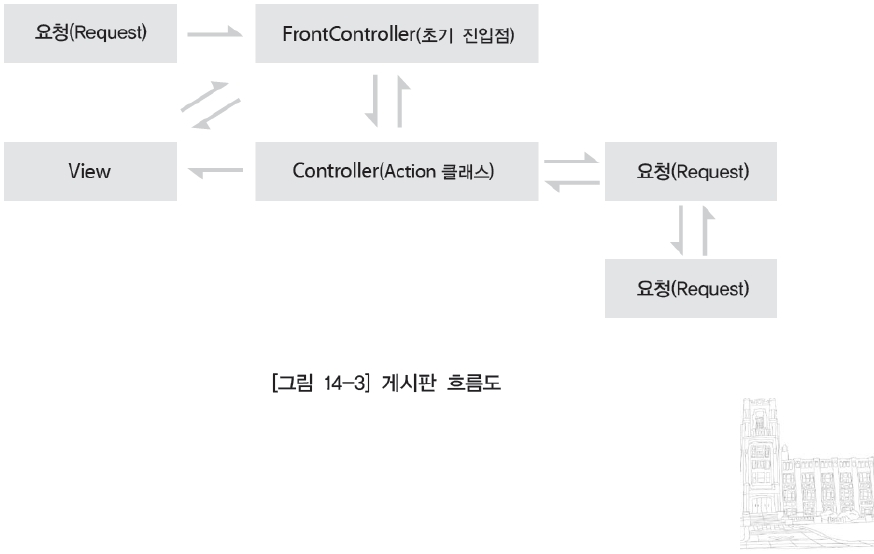 요청(Request)
FrontController(초기 진입점)
View
Controller(Action 클래스)
요청(Request)
요청(Request)
[그림 14-3] 게시판 흐름도